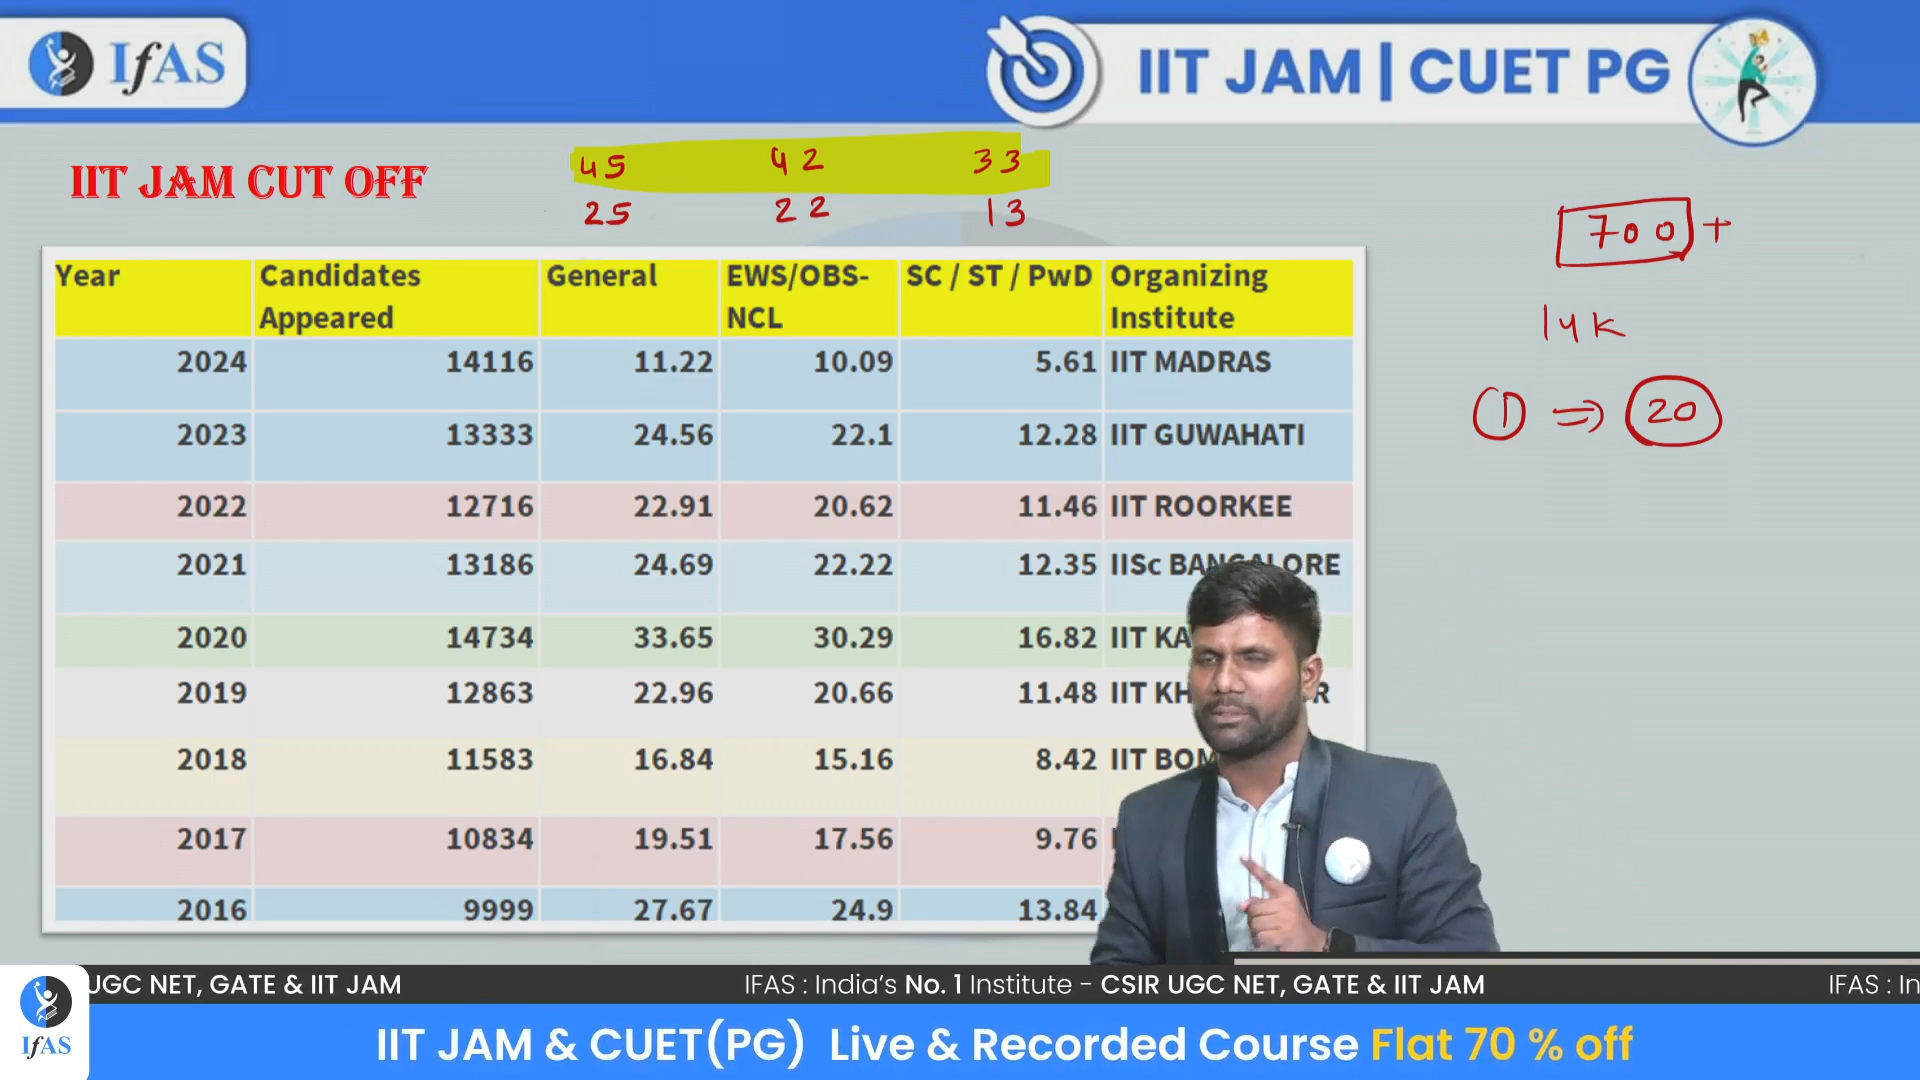 IfAS
IIT JAM | CUET PG
IIT JAM CUT OFF
45 42 33
25 22 13
700+
14K
1 ⇒ 20
Year Candidates Appeared General EWS/OBS-NCL SC / ST / PwD Organizing Institute
2024 14116 11.22 10.09 5.61 IIT MADRAS
2023 13333 24.56 22.1 12.28 IIT GUWAHATI
2022 12716 22.91 20.62 11.46 IIT ROORKEE
2021 13186 24.69 22.22 12.35 IISc BANGALORE
2020 14734 33.65 30.29 16.82 IIT
2019 12863 22.96 20.66 11.48 IIT
2018 11583 16.84 15.16 8.42 IIT
2017 10834 19.51 17.56 9.76
2016 9999 27.67 24.9 13.84
UGC NET, GATE & IIT JAM IFAS : India's No. 1 Institute - CSIR UGC NET, GATE & IIT JAM IFAS :
IfAS
IIT JAM & CUET(PG) Live & Recorded Course Flat 70 % off